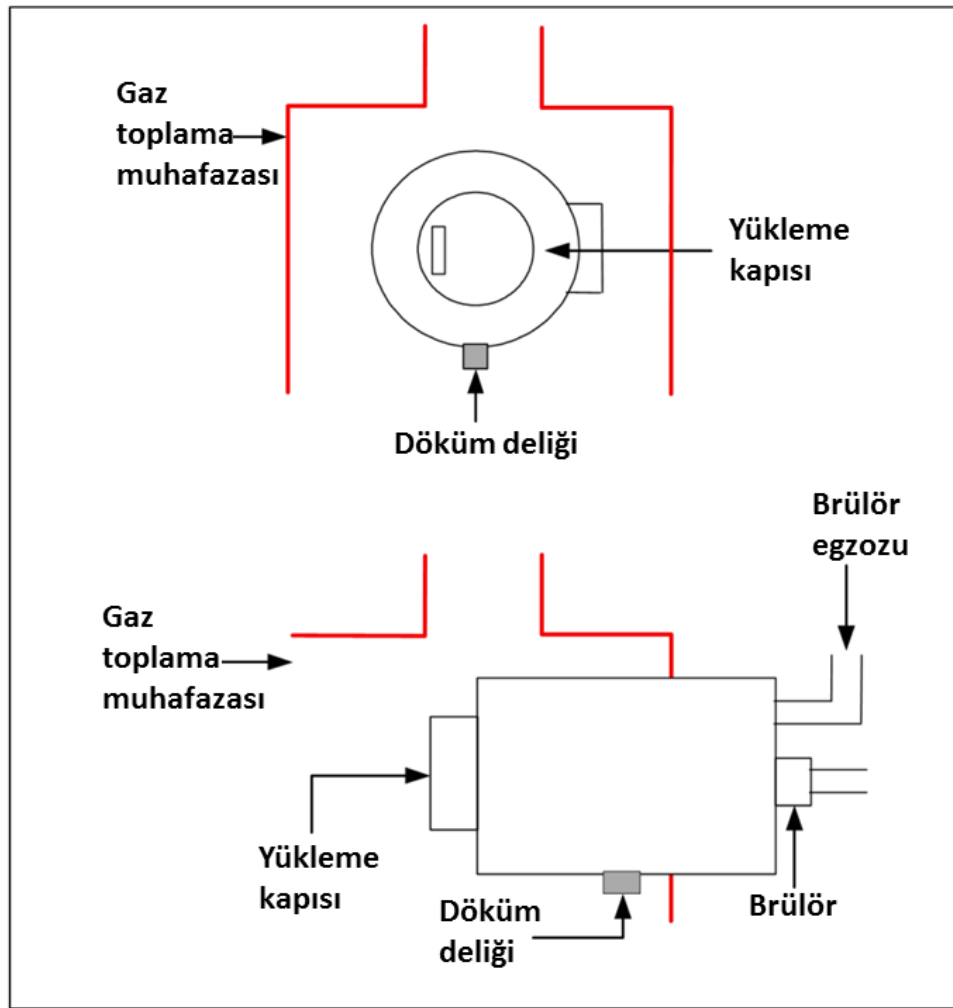 Gaz
toplama
muhafazası
Yükleme
kapısı
Döküm deliği
Brülör
egzozu
Gaz
toplama
muhafazası
Yükleme
kapısı
Döküm
deliği
Brülör